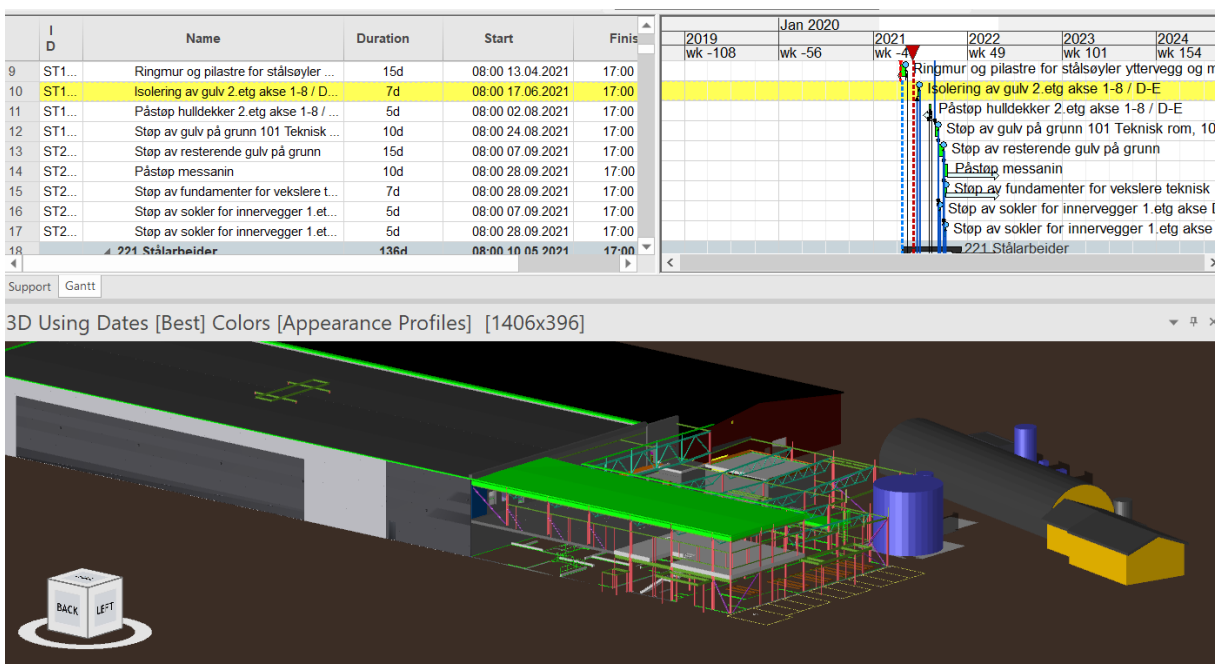 Jan 2020
I D Name Duration Start Finis
2019 2021 2022 2023 2024
wk -108 wk -56 wk -4 wk 49 wk 101 wk 154
9 ST1... Ringmur og pilastre for stålsøyler ... 15d 08:00 13.04.2021 17:00 Ringmur og pilastre for stålsøyler yttervegg og m
10 ST1... Isolering av gulv 2.etg akse 1-8 / D... 7d 08:00 17.06.2021 17:00 Isolering av gulv 2.etg akse 1-8 / D-E
11 ST1... Påstøp hulldekker 2.etg akse 1-8 / ... 5d 08:00 02.08.2021 17:00 Påstøp hulldekker 2.etg akse 1-8 / D-E
12 ST1... Støp av gulv på grunn 101 Teknisk ... 10d 08:00 24.08.2021 17:00 Støp av gulv på grunn 101 Teknisk rom, 10
13 ST2... Støp av resterende gulv på grunn 15d 08:00 07.09.2021 17:00 Støp av resterende gulv på grunn
14 ST2... Påstøp messanin 10d 08:00 28.09.2021 17:00 Påstøp messanin
15 ST2... Støp av fundamenter for vekslere t... 7d 08:00 28.09.2021 17:00 Støp av fundamenter for vekslere teknisk
16 ST2... Støp av sokler for innervegger 1.et... 5d 08:00 07.09.2021 17:00 Støp av sokler for innervegger 1.etg akse
17 ST2... Støp av sokler for innervegger 1.et... 5d 08:00 28.09.2021 17:00 Støp av sokler for innervegger 1.etg akse
18 221 Stålarbeider 136d 08:00 10.05.2021 17:00 221 Stålarbeider
Support Gantt
3D Using Dates [Best] Colors [Appearance Profiles] [1406x396]
BACK LEFT